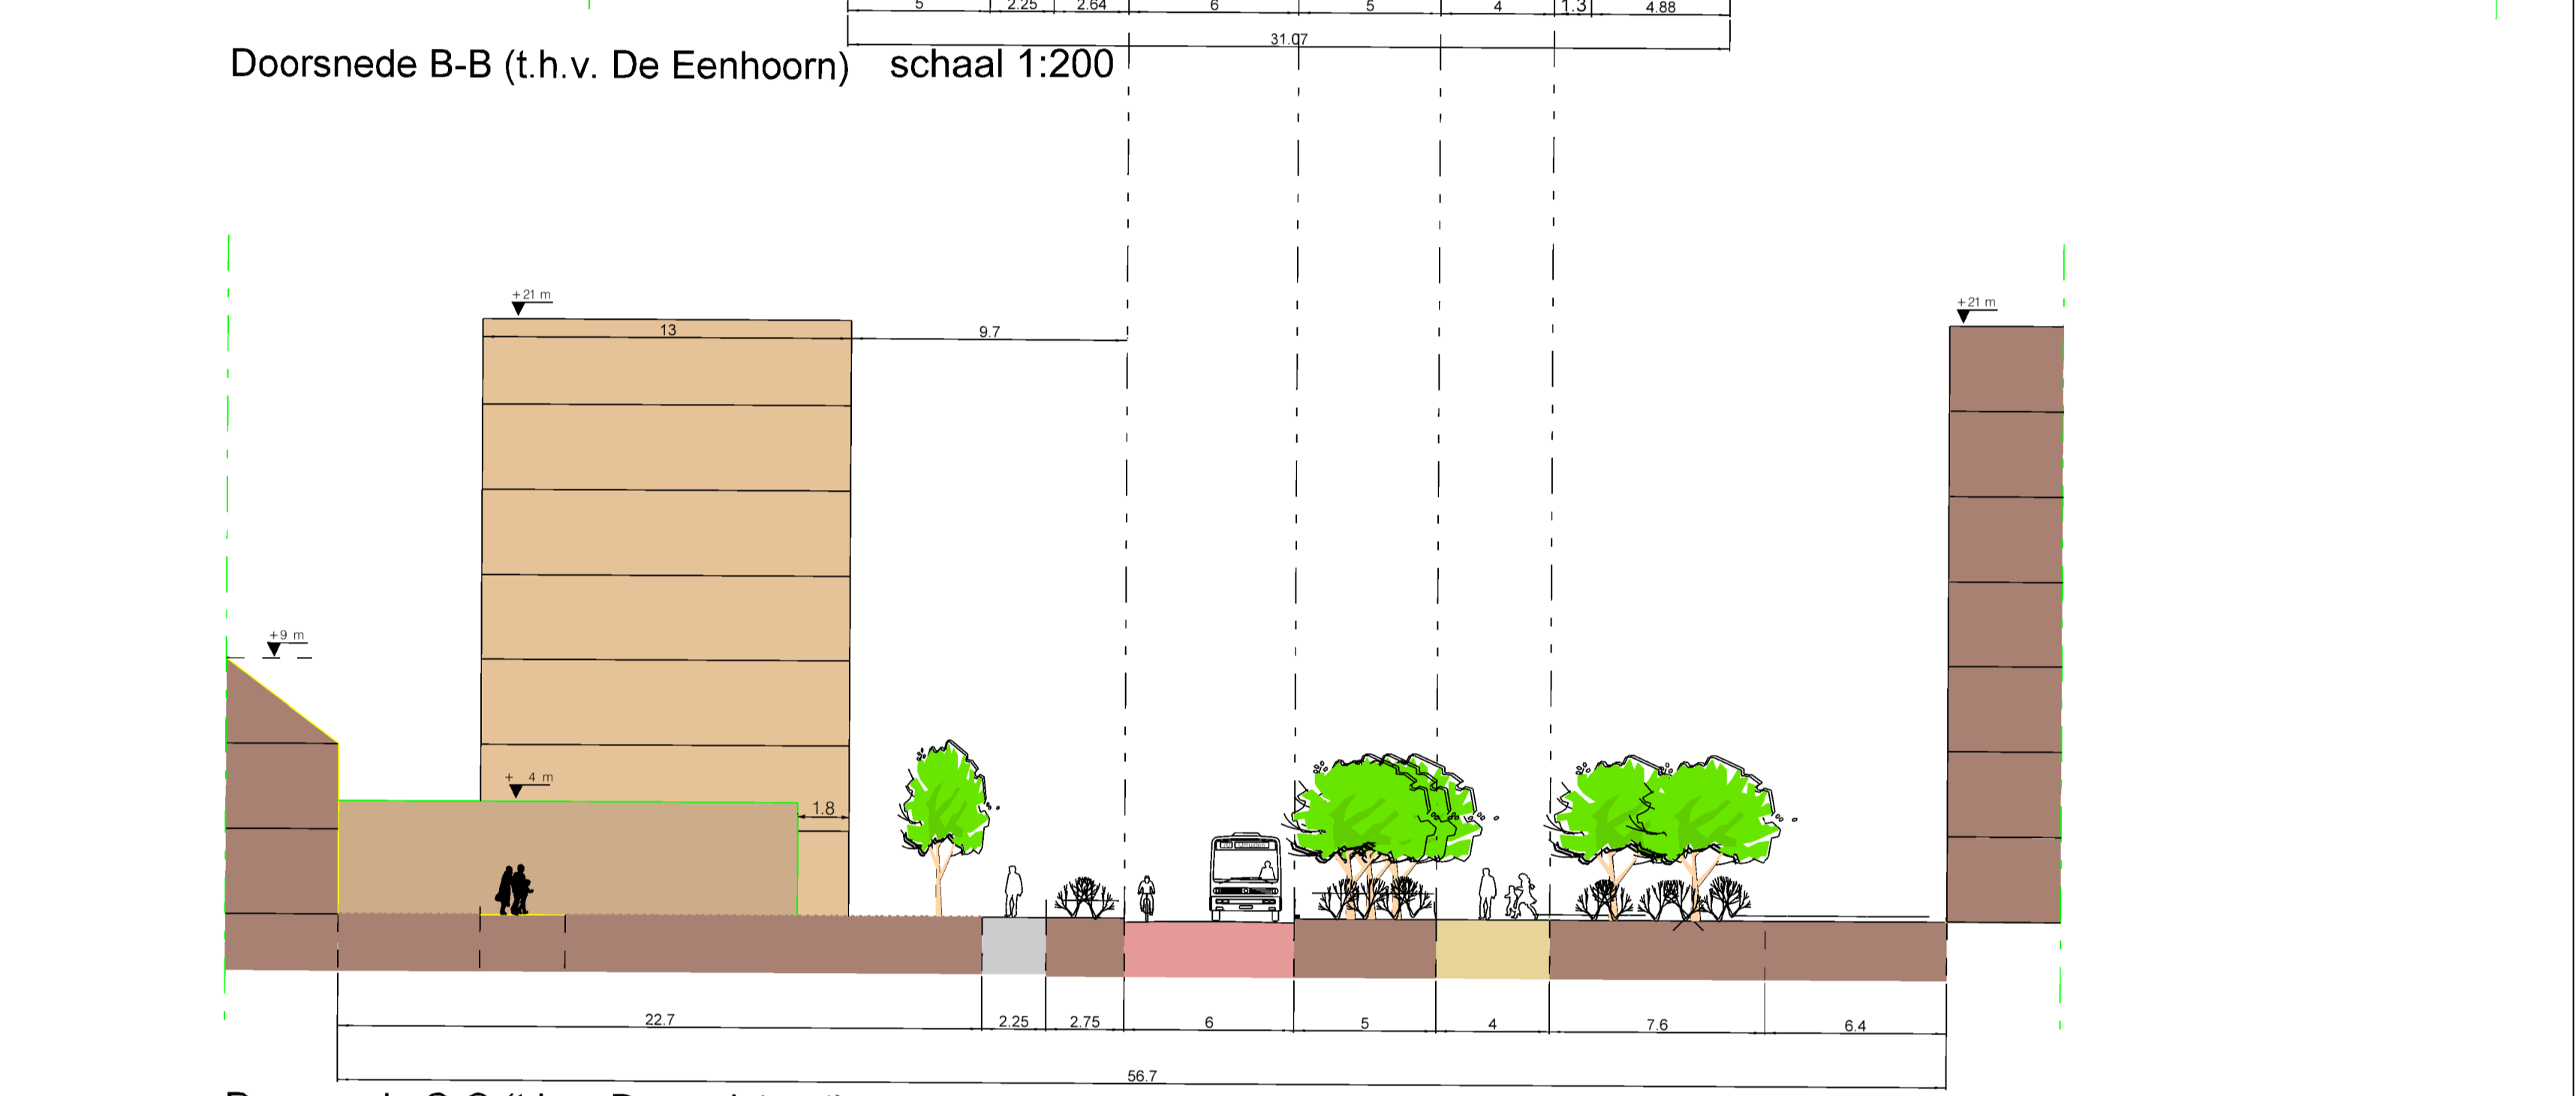 5 2.25 2.64 6 5 4 1.3 4.88
31.07
Doorsnede B-B (t.h.v. De Eenhoorn) schaal 1:200
+21 m
+21 m
13 9.7
+9 m
+ 4 m
1.8
22.7 2.25 2.75 6 5 4 7.6 6.4
56.7